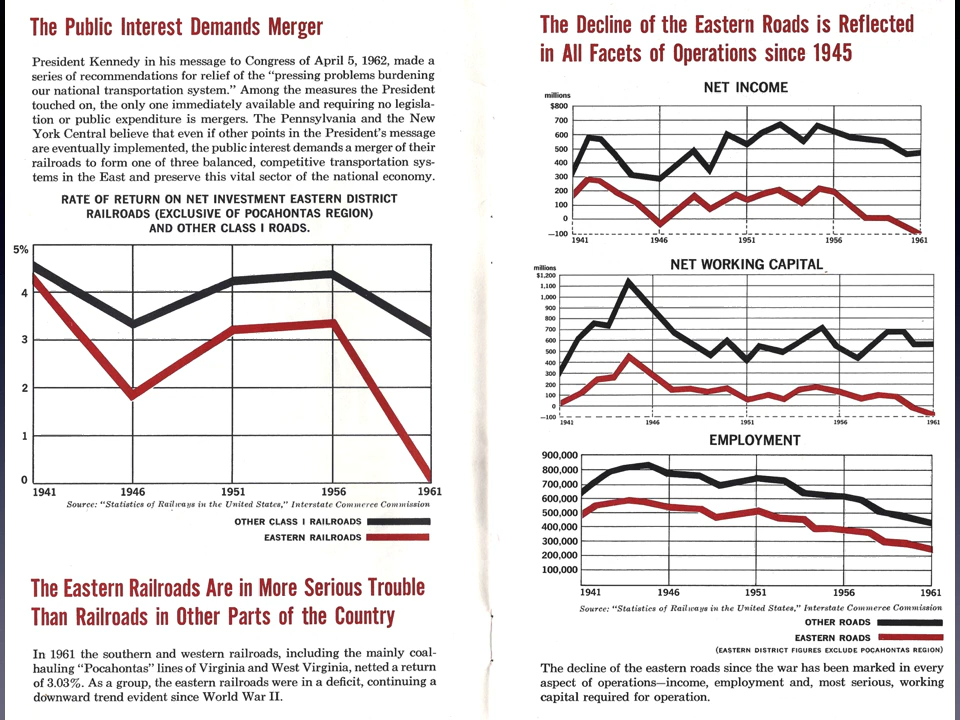 The Public Interest Demands Merger
President Kennedy in his message to Congress of April 5, 1962, made a
series of recommendations for relief of the “pressing problems burdening
our national transportation system.” Among the measures the President
touched on, the only one immediately available and requiring no legisla-
tion or public expenditure is mergers. The Pennsylvania and the New
York Central believe that even if other points in the President’s message
are eventually implemented, the public interest demands a merger of their
railroads to form one of three balanced, competitive transportation sys-
tems in the East and preserve this vital sector of the national economy.
RATE OF RETURN ON NET INVESTMENT EASTERN DISTRICT
RAILROADS (EXCLUSIVE OF POCAHONTAS REGION)
AND OTHER CLASS I ROADS.
5%
4
3
2
1
0
1941 1946 1951 1956 1961
Source: “Statistics of Railways in the United States,” Interstate Commerce Commission
OTHER CLASS I RAILROADS
EASTERN RAILROADS
The Eastern Railroads Are in More Serious Trouble
Than Railroads in Other Parts of the Country
In 1961 the southern and western railroads, including the mainly coal-
hauling “Pocahontas” lines of Virginia and West Virginia, netted a return
of 3.03%. As a group, the eastern railroads were in a deficit, continuing a
downward trend evident since World War II.
The Decline of the Eastern Roads is Reflected
in All Facets of Operations since 1945
NET INCOME
millions
$800
700
600
500
400
300
200
100
0
—100
1941 1946 1951 1956 1961
NET WORKING CAPITAL
millions
$1,200
1,100
1,000
900
800
700
600
500
400
300
200
100
0
—100
1941 1946 1951 1956 1961
EMPLOYMENT
900,000
800,000
700,000
600,000
500,000
400,000
300,000
200,000
100,000
1941 1946 1951 1956 1961
Source: “Statistics of Railways in the United States,” Interstate Commerce Commission
OTHER ROADS
EASTERN ROADS
(EASTERN DISTRICT FIGURES EXCLUDE POCAHONTAS REGION)
The decline of the eastern roads since the war has been marked in every
aspect of operations—income, employment and, most serious, working
capital required for operation.